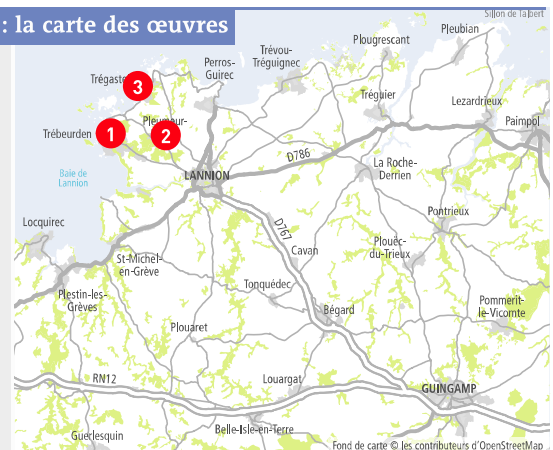 : la carte des œuvres
Sillon de Talbert
Pleubian
Plougrescant
Trévou-
Tréguignec
Perros-
Guirec
3
Tréguier
Lezardrieux
Paimpol
Trébeurden
1
2
D786
La Roche-
Derrien
Baie de
Lannion
LANNION
Pontrieux
Locquirec
D767
Cavan
Plouëc-
du-Trieux
St-Michel-
en-Grève
Tonquédec
Plestin-les-
Grèves
Bégard
Pommerit-
le-Vicomte
Plouaret
RN12
Louargat
GUINGAMP
Belle-Isle-en-Terre
Guerlesquin
Fond de carte © les contributeurs d'OpenStreetMap